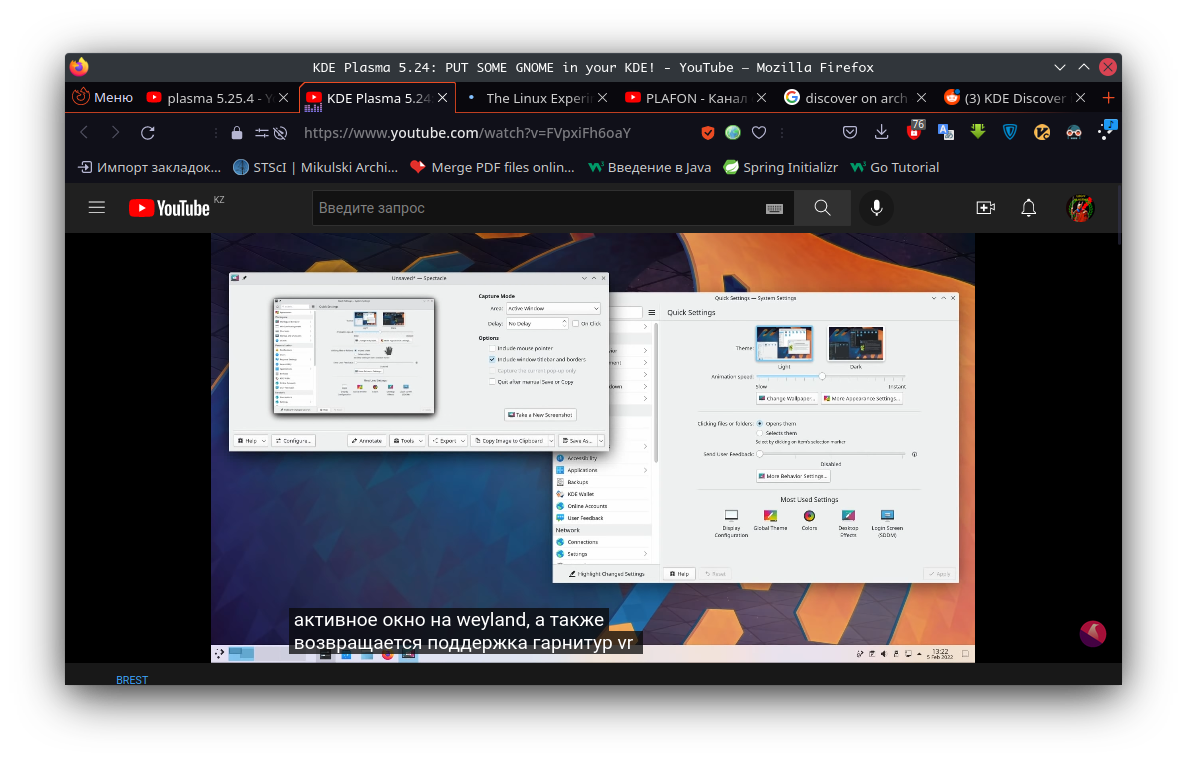 KDE Plasma 5.24: PUT SOME GNOME in your KDE! - YouTube — Mozilla Firefox
Меню
plasma 5.25.4 - Y
KDE Plasma 5.24
The Linux Experi
PLAFON - Канал
discover on arch
(3) KDE Discover
https://www.youtube.com/watch?v=FVpxiFh6oaY
76
Импорт закладок...
STScI | Mikulski Archi...
Merge PDF files onlin...
Введение в Java
Spring Initializr
Go Tutorial
YouTube KZ
Введите запрос
Unsaved* — Spectacle
Capture Mode
Area: Active Window
Delay: No Delay
On Click
Options
Include mouse pointer
Include window titlebar and borders
Capture the current pop-up only
Quit after manual Save or Copy
Take a New Screenshot
Help
Configure...
Annotate
Tools
Export
Copy Image to Clipboard
Save As...
Quick Settings — System Settings
Quick Settings
Theme:
Light
Dark
Animation speed:
Slow
Instant
Change Wallpaper...
More Appearance Settings...
Clicking files or folders:
Opens them
Selects them
Select by clicking on item's selection marker
Send User Feedback:
Disabled
More Behavior Settings...
Most Used Settings
Display Configuration
Global Theme
Colors
Desktop Effects
Login Screen (SDDM)
Accessibility
Applications
Backups
KDE Wallet
Online Accounts
User Feedback
Network
Connections
Settings
Highlight Changed Settings
Help
Reset
Apply
активное окно на weyland, а также
возвращается поддержка гарнитур vr
13:22
5 Feb 2022
BREST